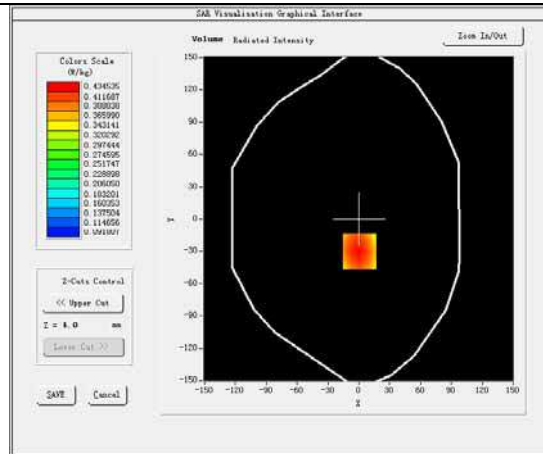 SAR Visualisation Graphical Interface
Volume Radiated Intensity
Zoom In/Out
Colors Scale
(W/kg)
0.434535
0.411687
0.388838
0.365990
0.343141
0.320292
0.297444
0.274595
0.251747
0.228898
0.206050
0.183201
0.160353
0.137504
0.114656
0.091807
150
120
90
60
30
0
-30
-60
-90
-120
-150
Y
-150 -120 -90 -60 -30 0 30 60 90 120 150
X
Z-Cuts Control
<< Upper Cut
Z = 4.0 mm
Lower Cut >>
SAVE Cancel